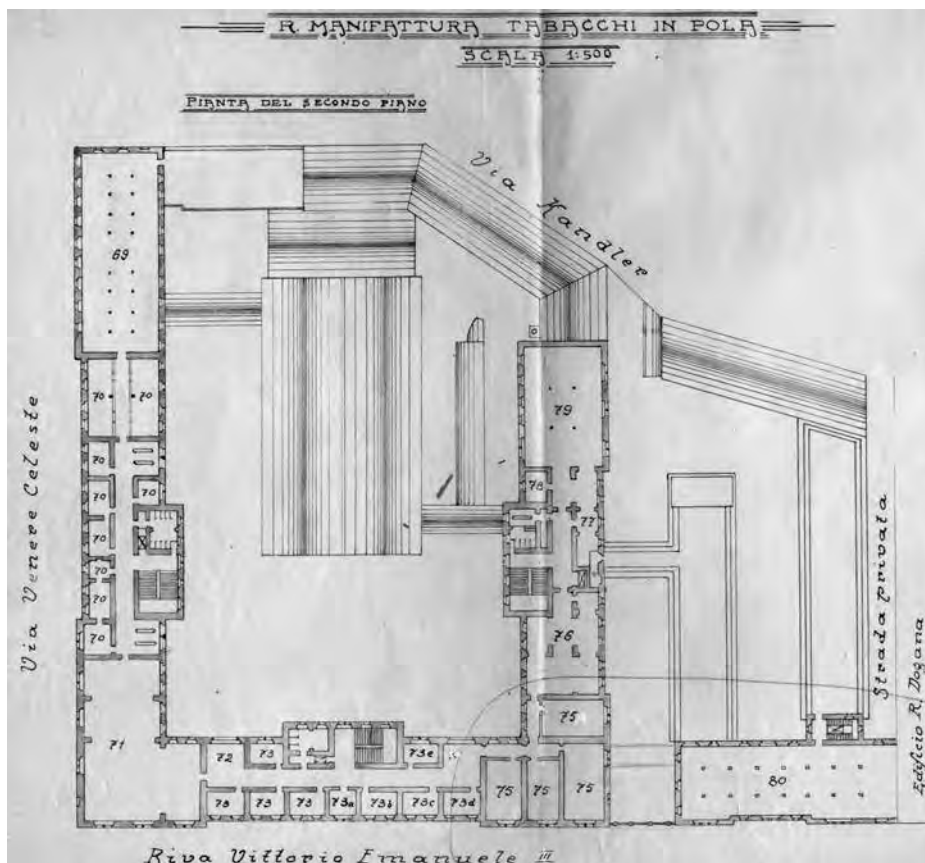 R. MANIFATTURA TABACCHI IN POLA
SCALA 1:500
PIANTA DEL SECONDO PIANO
Via Kandler
69
79
70 70
Via Venere Celeste
70
78
70 70
77
70
70
70
76
70
Strada privata
Edificio R. Dogana
75
71
72 73 73e
80
73 73 73 73a 73b 73c 73d 75 75 75
Riva Vittorio Emanuele III